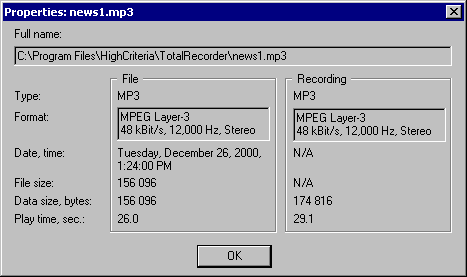 Properties: news1.mp3
Full name:
C:\Program Files\HighCriteria\TotalRecorder\news1.mp3
File Recording
Type: MP3 MP3
Format: MPEG Layer-3 MPEG Layer-3
48 kBit/s, 12,000 Hz, Stereo 48 kBit/s, 12,000 Hz, Stereo
Date, time: Tuesday, December 26, 2000, N/A
1:24:00 PM
File size: 156 096 N/A
Data size, bytes: 156 096 174 816
Play time, sec.: 26.0 29.1
OK